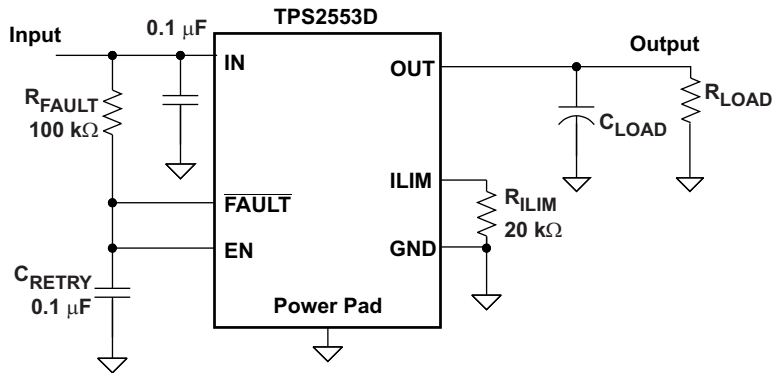 TPS2553D
Input
0.1 μF
IN
OUT
Output
R_FAULT
100 kΩ
R_LOAD
C_LOAD
ILIM
FAULT
R_ILIM
20 kΩ
EN
GND
C_RETRY
0.1 μF
Power Pad